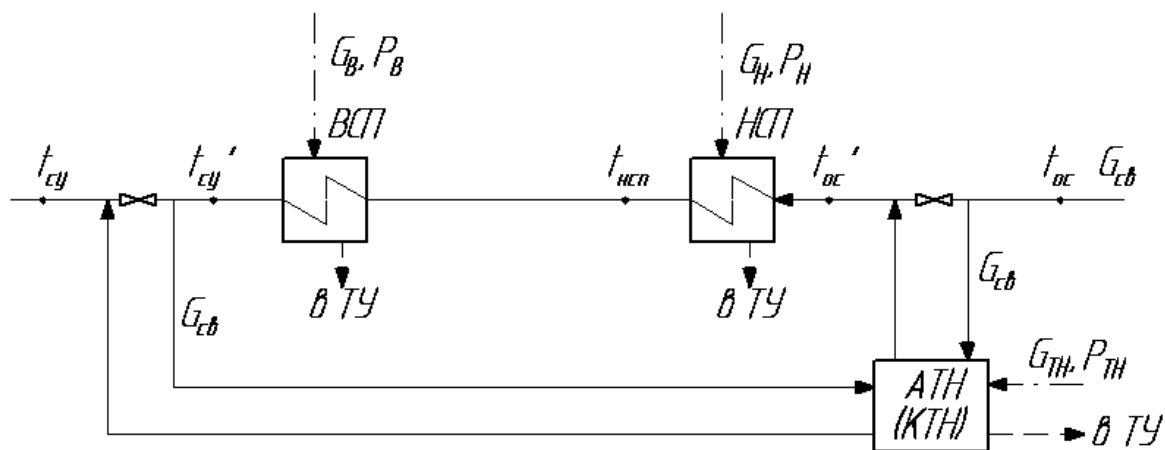 G_В, P_В
G_Н, P_Н
ВСП
НСП
t_су
t_су'
t_нсп
t_ос'
t_ос
G_св
в ТУ
в ТУ
G_св
G_св
G_ТН, P_ТН
АТН
(КТН)
в ТУ